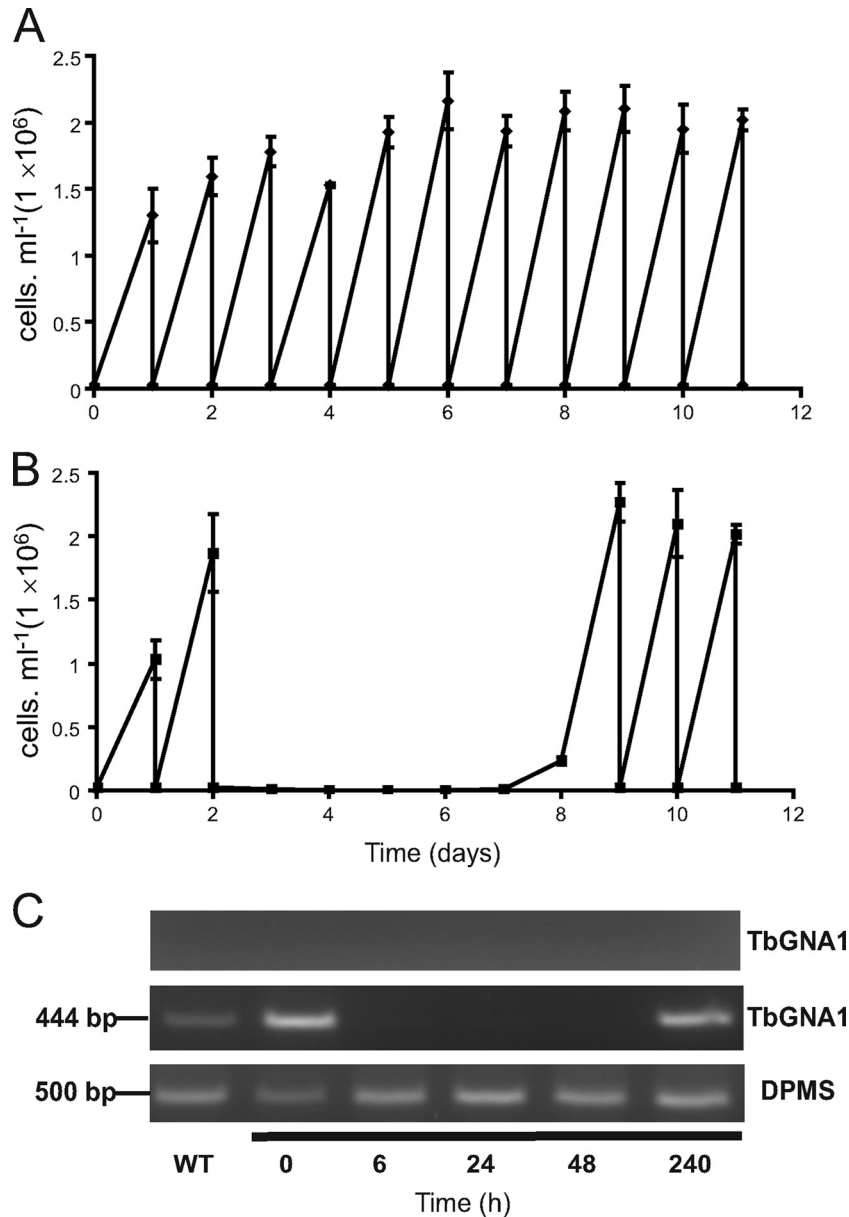 A
cells. ml-1(1 ×106)
2.5
2
1.5
1
0.5
0
0 2 4 6 8 10 12
B
cells. ml-1(1 ×106)
2.5
2
1.5
1
0.5
0
0 2 4 6 8 10 12
Time (days)
C
TbGNA1
444 bp TbGNA1
500 bp DPMS
WT 0 6 24 48 240
Time (h)